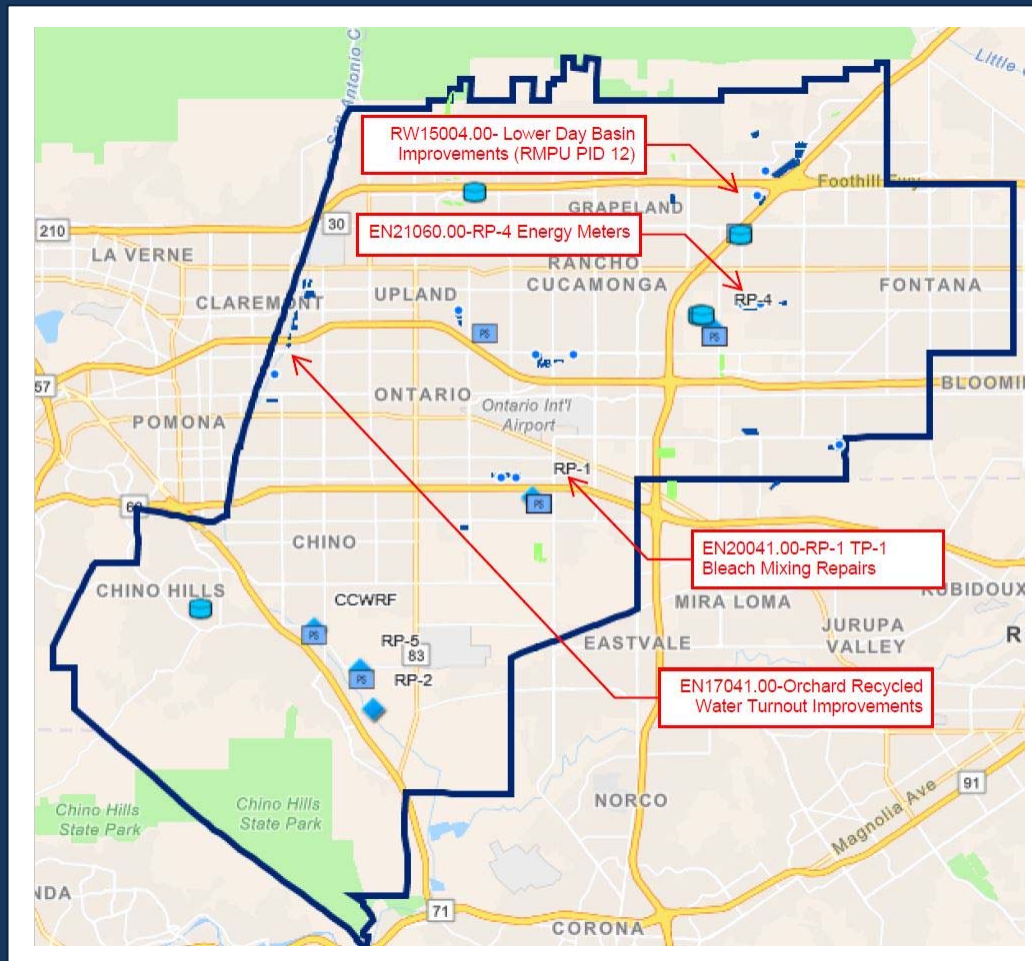 San Antonio C
Little
RW15004.00- Lower Day Basin
Improvements (RMPU PID 12)
Foothill Fwy
GRAPELAND
30
210
EN21060.00-RP-4 Energy Meters
LA VERNE
RANCHO
CUCAMONGA
FONTANA
CLAREMONT
UPLAND
RP-4
PS
PS
57
BLOOMI
ONTARIO
Ontario Int'l
Airport
POMONA
RP-1
PS
60
CHINO
EN20041.00-RP-1 TP-1
Bleach Mixing Repairs
CHINO HILLS
CCWRF
MIRA LOMA
RUBIDOUX
PS
RP-5
83
EASTVALE
JURUPA
VALLEY
R
PS
RP-2
EN17041.00-Orchard Recycled
Water Turnout Improvements
NORCO
91
Chino Hills
State Park
Chino Hills
State Park
Magnolia Ave
NDA
71
CORONA